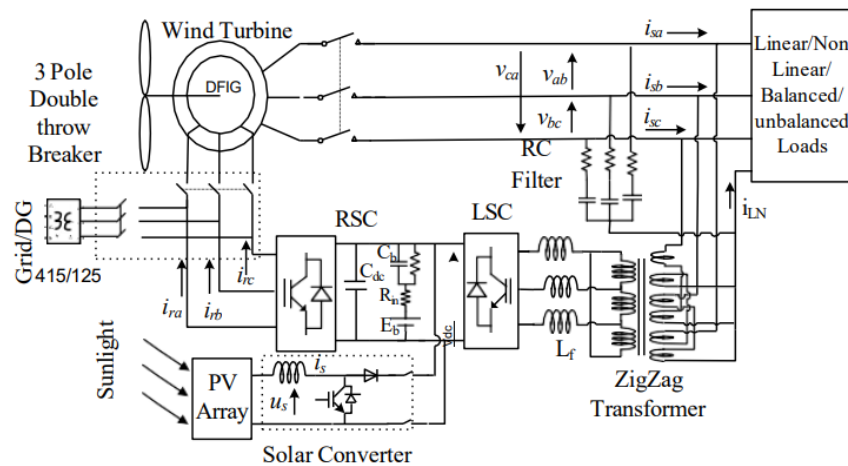 Wind Turbine
DFIG
3 Pole
Double
throw
Breaker
Grid/DG
415/125
i_ra
i_rb
i_rc
v_ca
v_ab
v_bc
i_sa
i_sb
i_sc
Linear/Non
Linear/
Balanced/
unbalanced
Loads
RC
Filter
i_LN
RSC
LSC
C_dc
C_b
R_in
E_b
V_dc
L_f
ZigZag
Transformer
Sunlight
PV
Array
i_s
u_s
Solar Converter